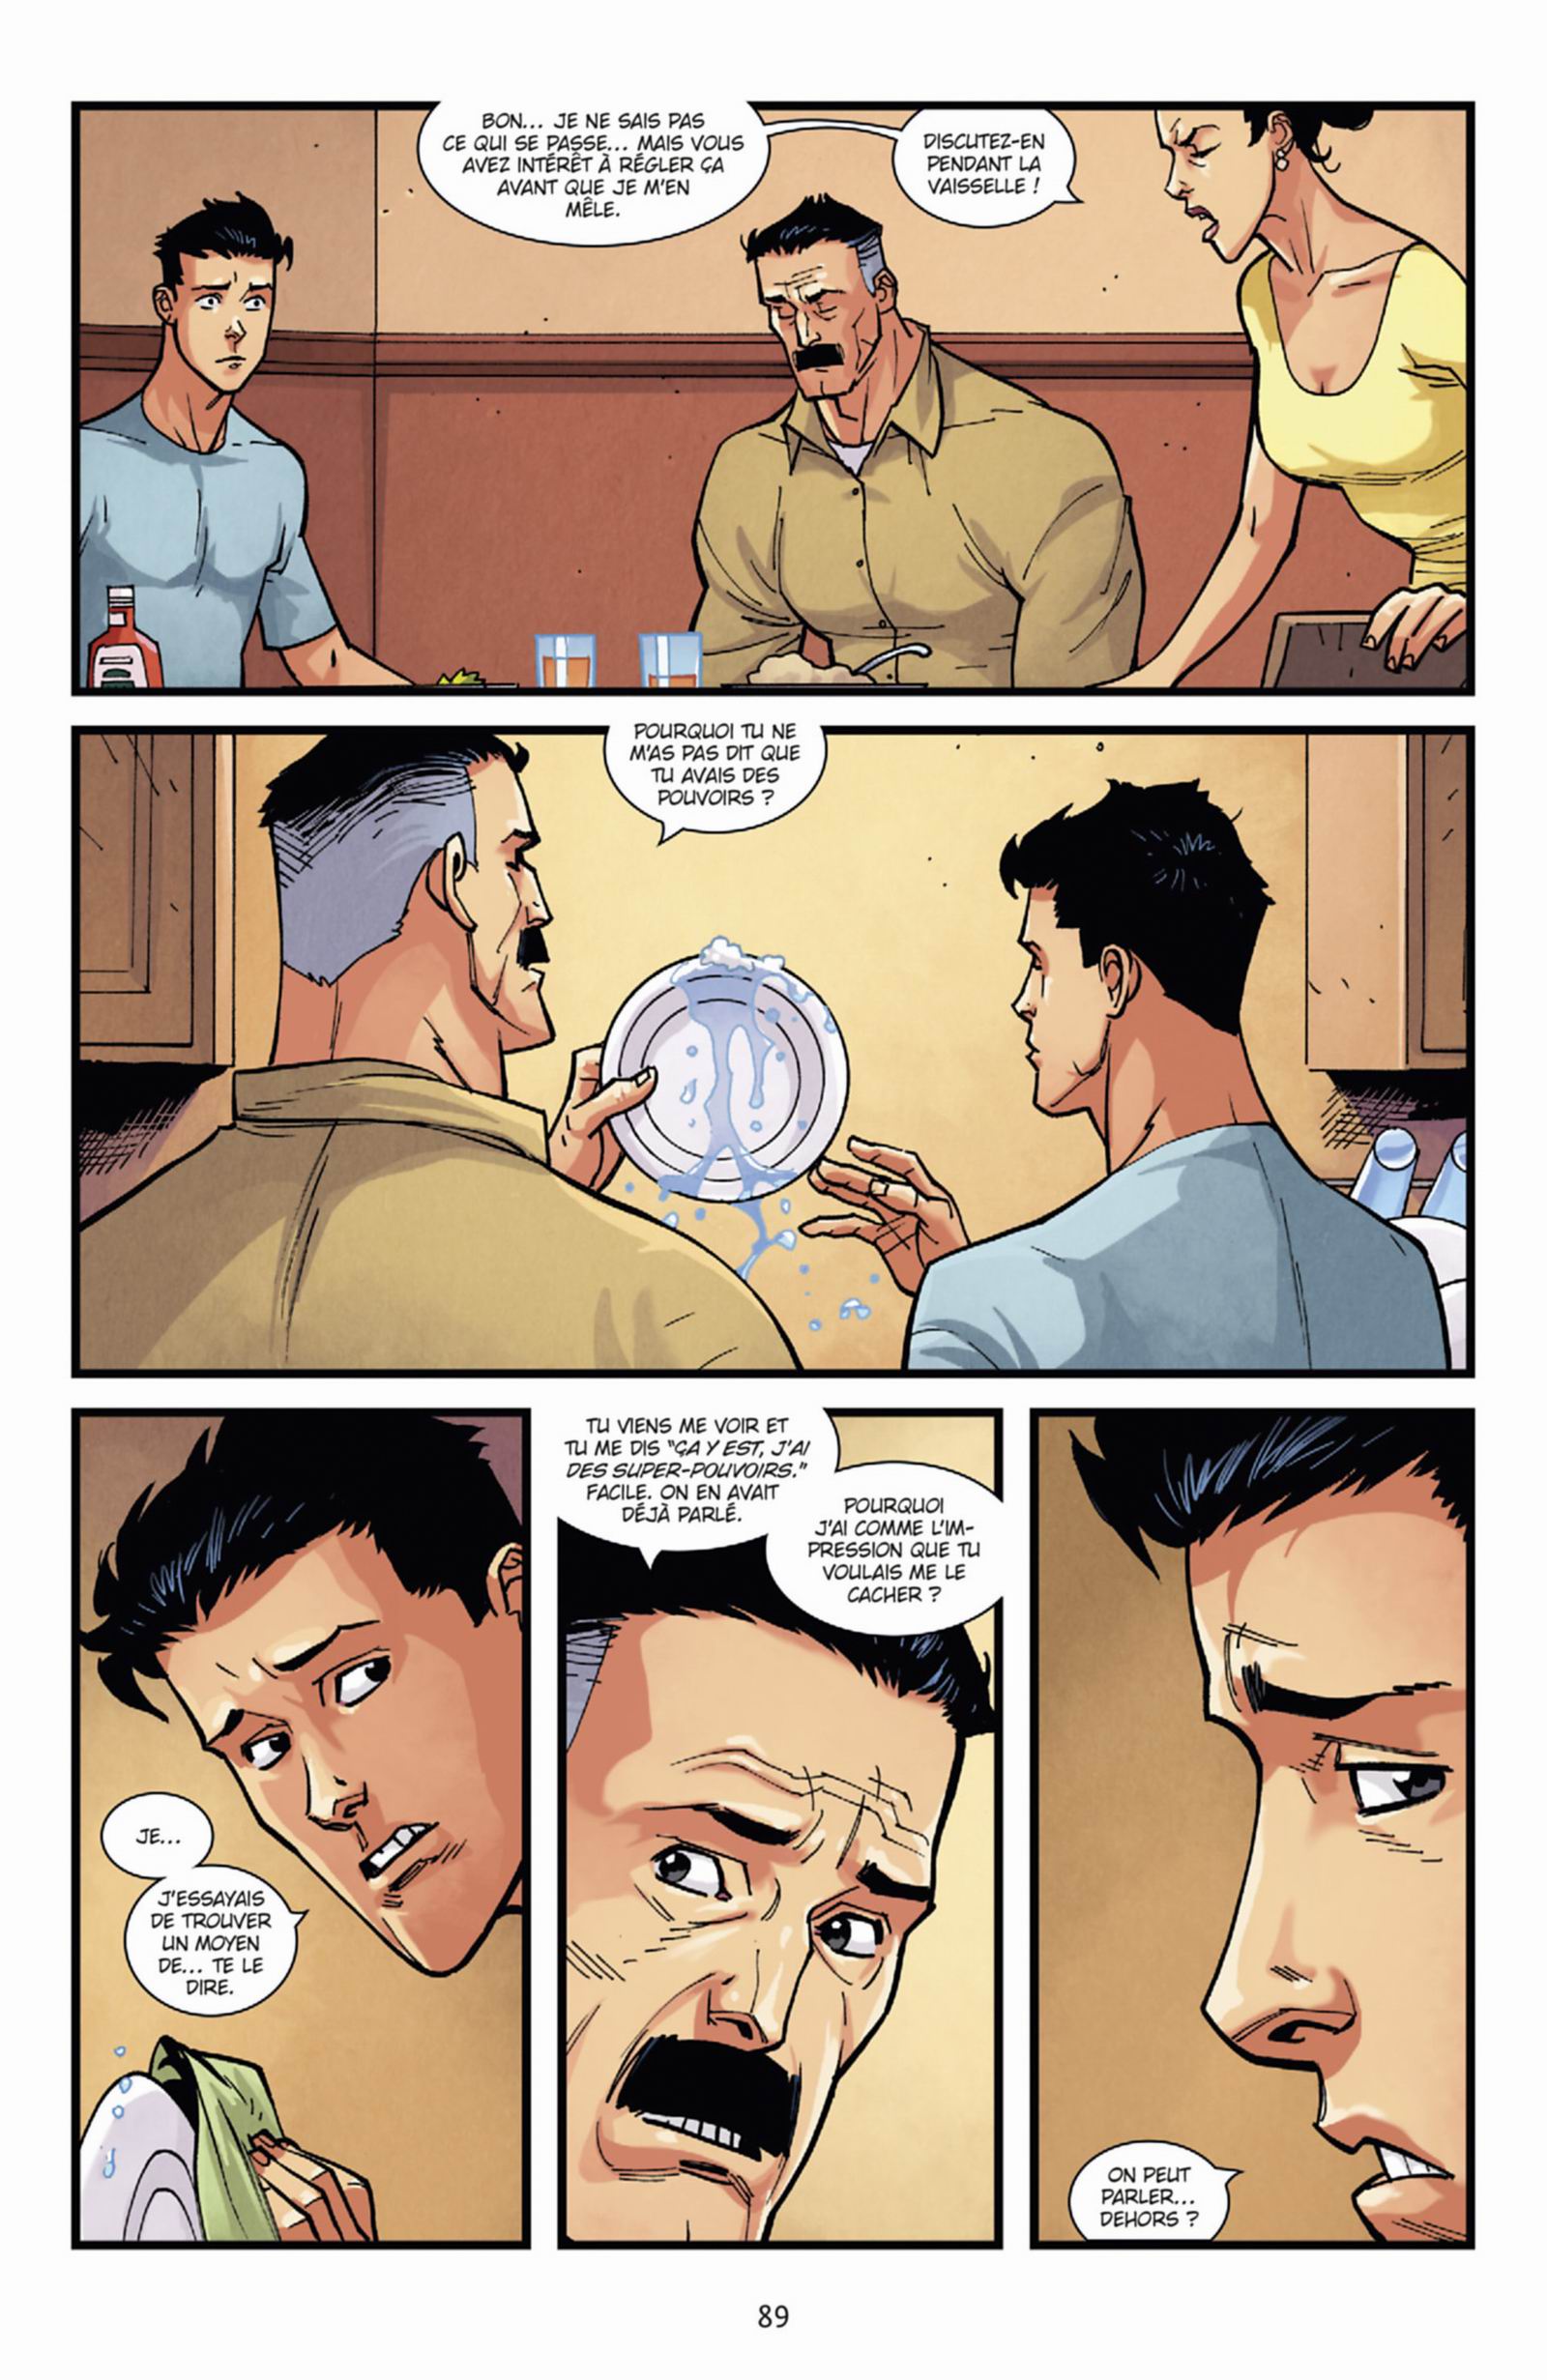 BON... JE NE SAIS PAS
CE QUI SE PASSE... MAIS VOUS
AVEZ INTÉRÊT À RÉGLER ÇA
AVANT QUE JE M'EN
MÊLE.
DISCUTEZ-EN
PENDANT LA
VAISSELLE !
POURQUOI TU NE
M'AS PAS DIT QUE
TU AVAIS DES
POUVOIRS ?
JE...
J'ESSAYAIS
DE TROUVER
UN MOYEN
DE... TE LE
DIRE.
TU VIENS ME VOIR ET
TU ME DIS "ÇA Y EST, J'AI
DES SUPER-POUVOIRS."
FACILE. ON EN AVAIT
DÉJÀ PARLÉ.
POURQUOI
J'AI COMME L'IM-
PRESSION QUE TU
VOULAIS ME LE
CACHER ?
ON PEUT
PARLER...
DEHORS ?
89